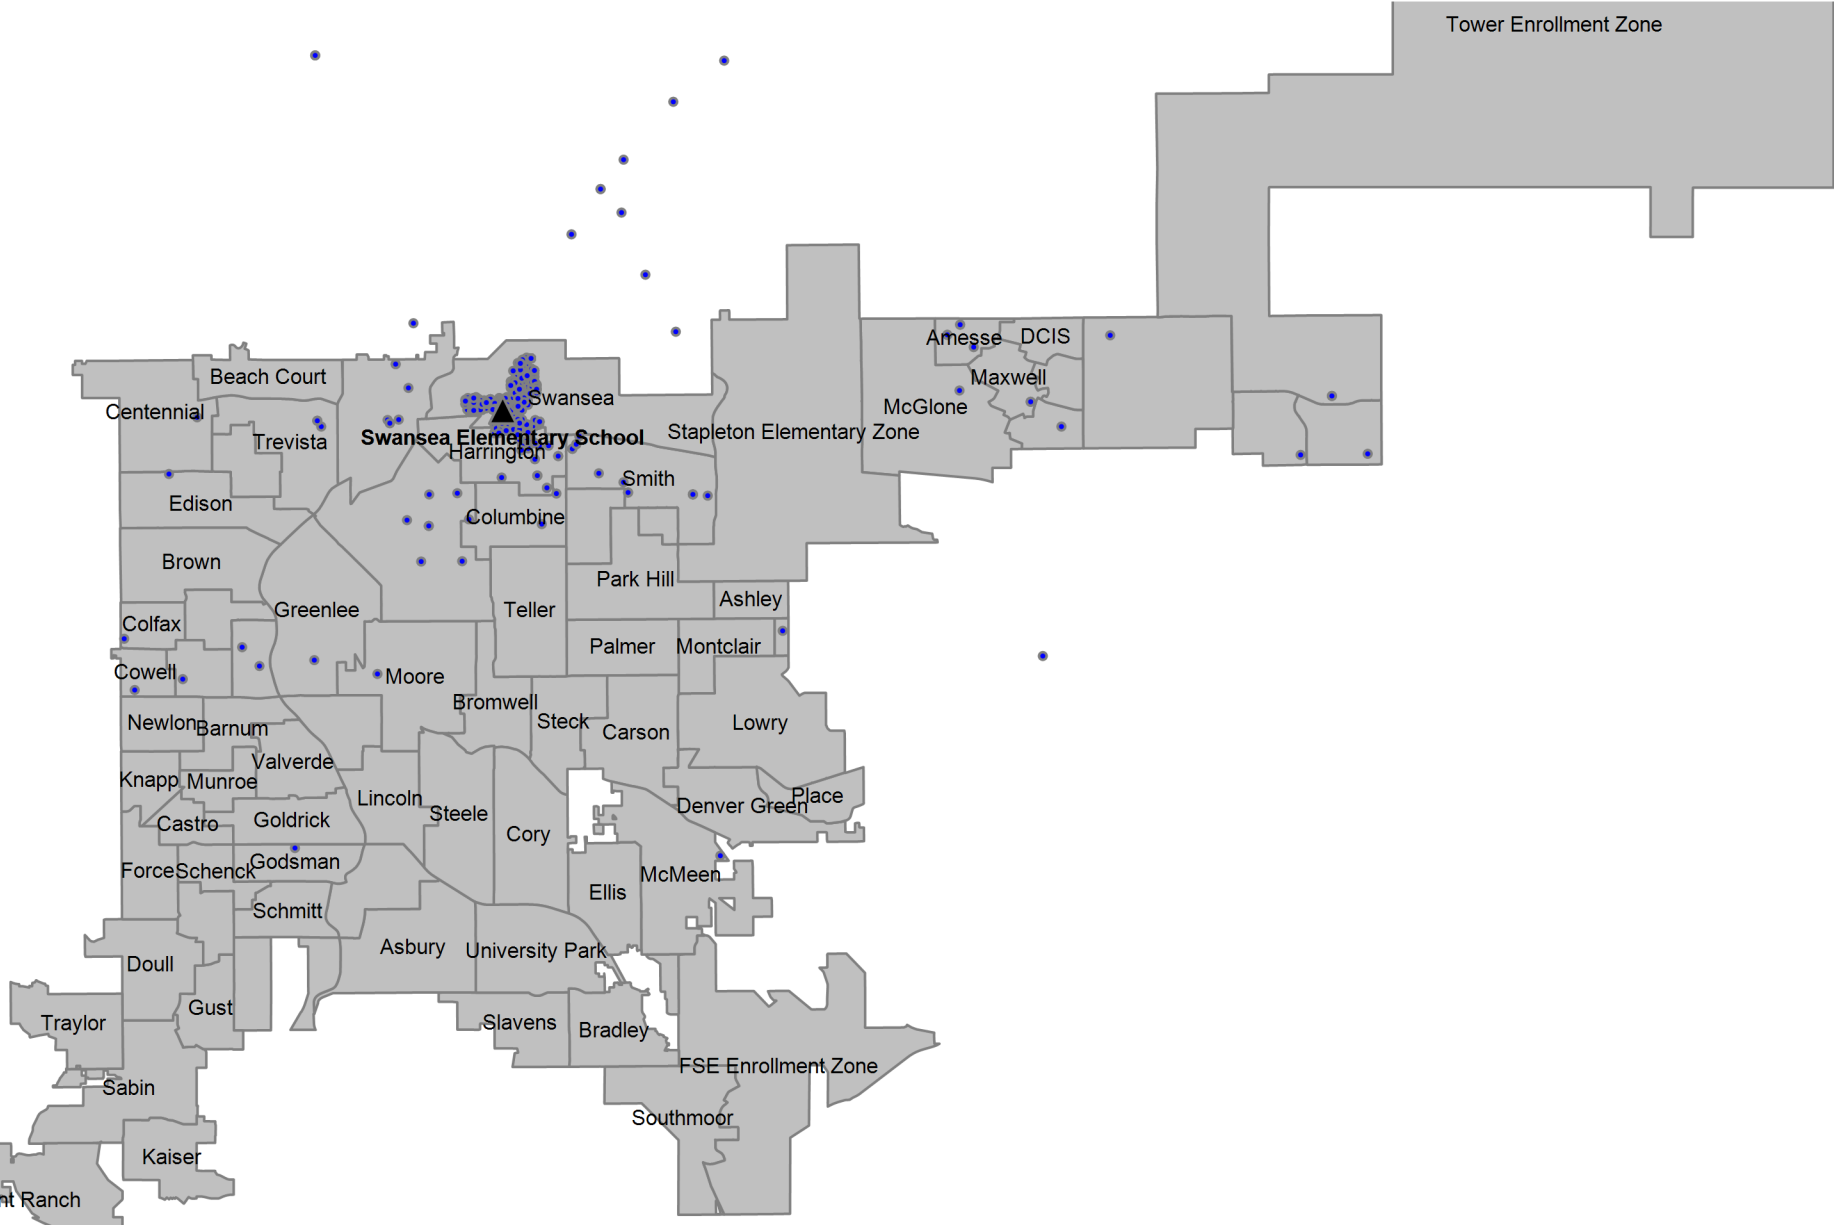 Tower Enrollment Zone
Amesse
DCIS
Beach Court
Maxwell
Swansea
McGlone
Centennial
Stapleton Elementary Zone
Swansea Elementary School
Trevista
Harrington
Smith
Edison
Columbine
Brown
Park Hill
Ashley
Greenlee
Teller
Colfax
Palmer
Montclair
Cowell
Moore
Bromwell
Newlon
Barnum
Steck
Carson
Lowry
Valverde
Knapp
Munroe
Lincoln
Place
Denver Green
Steele
Castro
Goldrick
Cory
Godsman
Force
Schenck
McMeen
Ellis
Schmitt
Asbury
University Park
Doull
Gust
Traylor
Slavens
Bradley
FSE Enrollment Zone
Sabin
Southmoor
Kaiser
nt Ranch